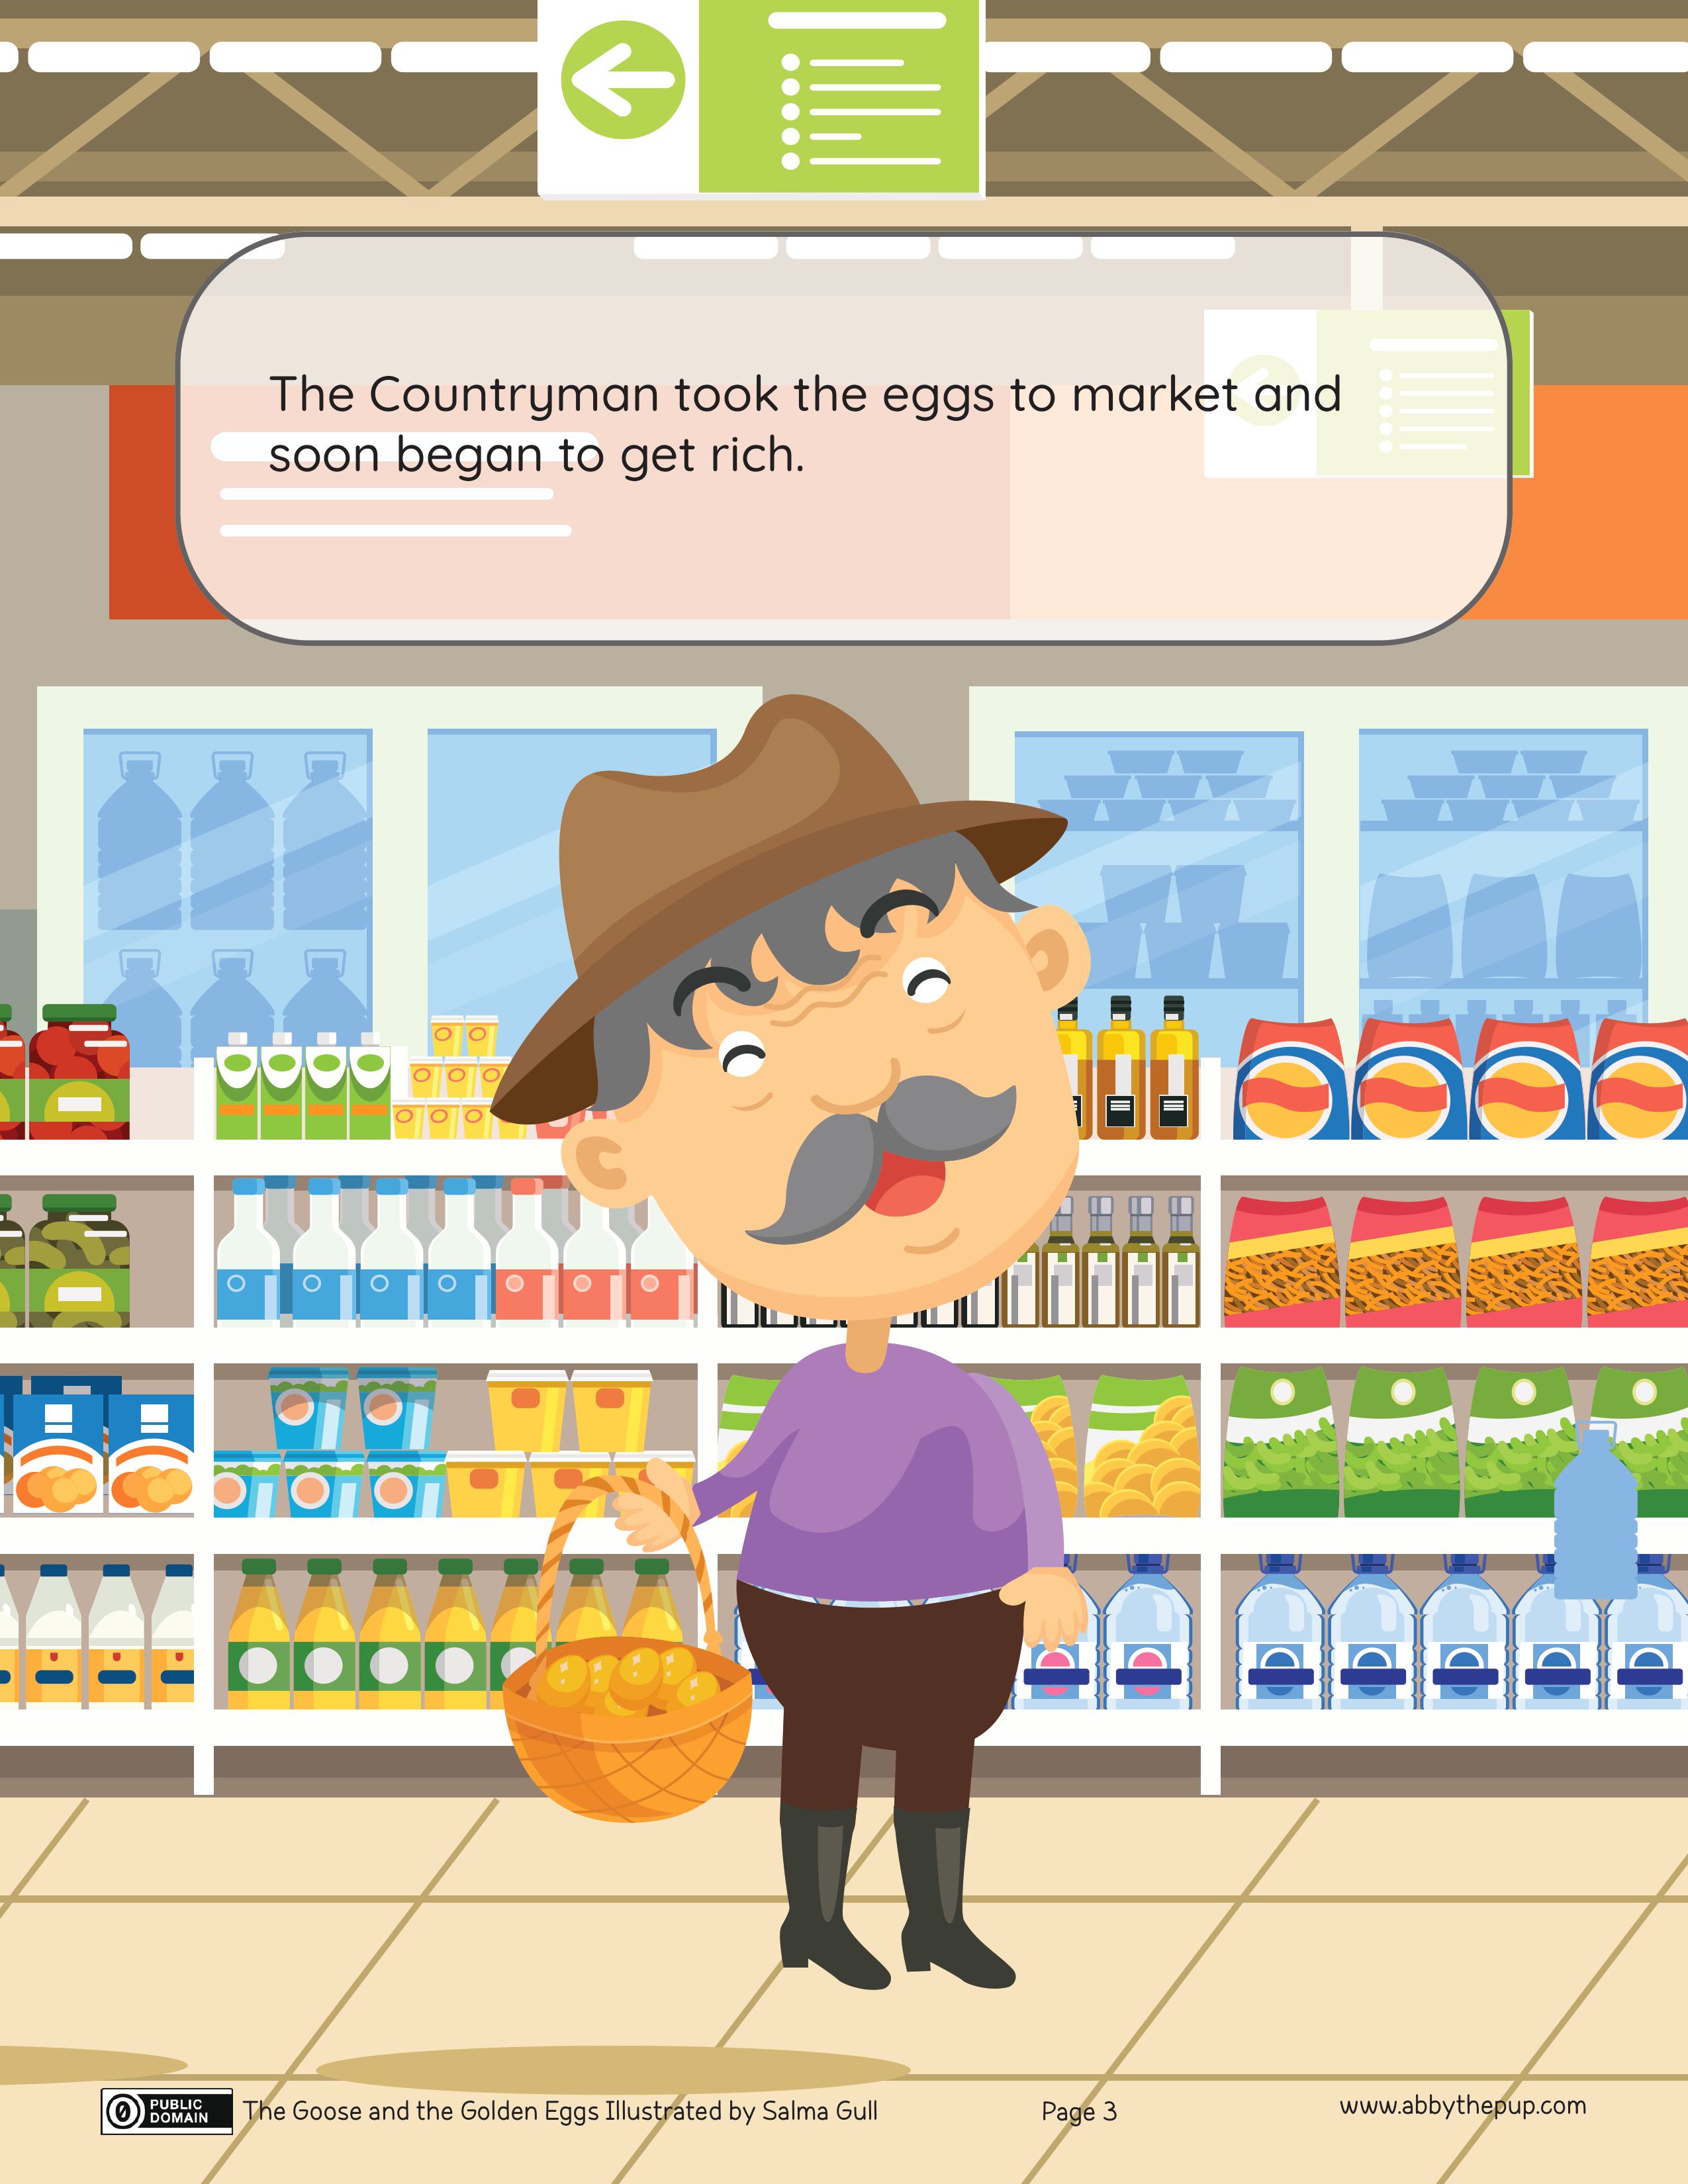 The Countryman took the eggs to market and
soon began to get rich.
PUBLIC
DOMAIN
The Goose and the Golden Eggs Illustrated by Salma Gull
Page 3
www.abbythepup.com